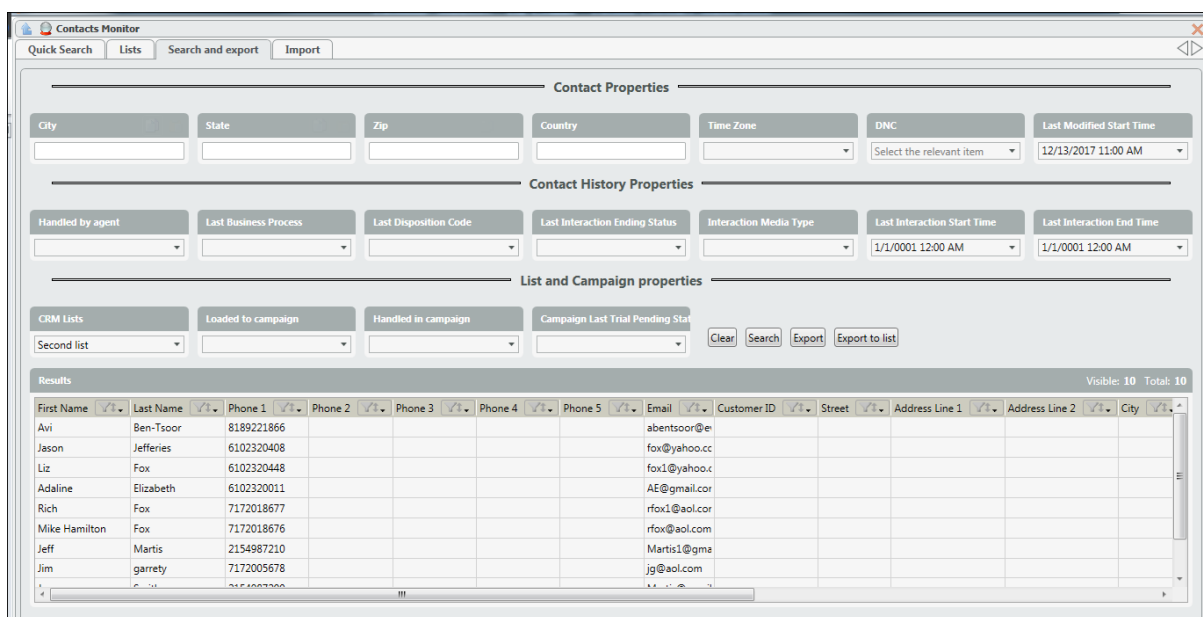 Contacts Monitor
Quick Search Lists Search and export Import
Contact Properties
City State Zip Country Time Zone DNC Last Modified Start Time
Select the relevant item 12/13/2017 11:00 AM
Contact History Properties
Handled by agent Last Business Process Last Disposition Code Last Interaction Ending Status Interaction Media Type Last Interaction Start Time Last Interaction End Time
1/1/0001 12:00 AM 1/1/0001 12:00 AM
List and Campaign properties
CRM Lists Loaded to campaign Handled in campaign Campaign Last Trial Pending Stat
Second list Clear Search Export Export to list
Results Visible: 10 Total: 10
First Name Last Name Phone 1 Phone 2 Phone 3 Phone 4 Phone 5 Email Customer ID Street Address Line 1 Address Line 2 City
Avi Ben-Tsoor 8189221866 abentsoor@e
Jason Jefferies 6102320408 fox@yahoo.cc
Liz Fox 6102320448 fox1@yahoo.c
Adaline Elizabeth 6102320011 AE@gmail.cor
Rich Fox 7172018677 rfox1@aol.cor
Mike Hamilton Fox 7172018676 rfox@aol.com
Jeff Martis 2154987210 Martis1@gma
Jim garrety 7172005678 jg@aol.com